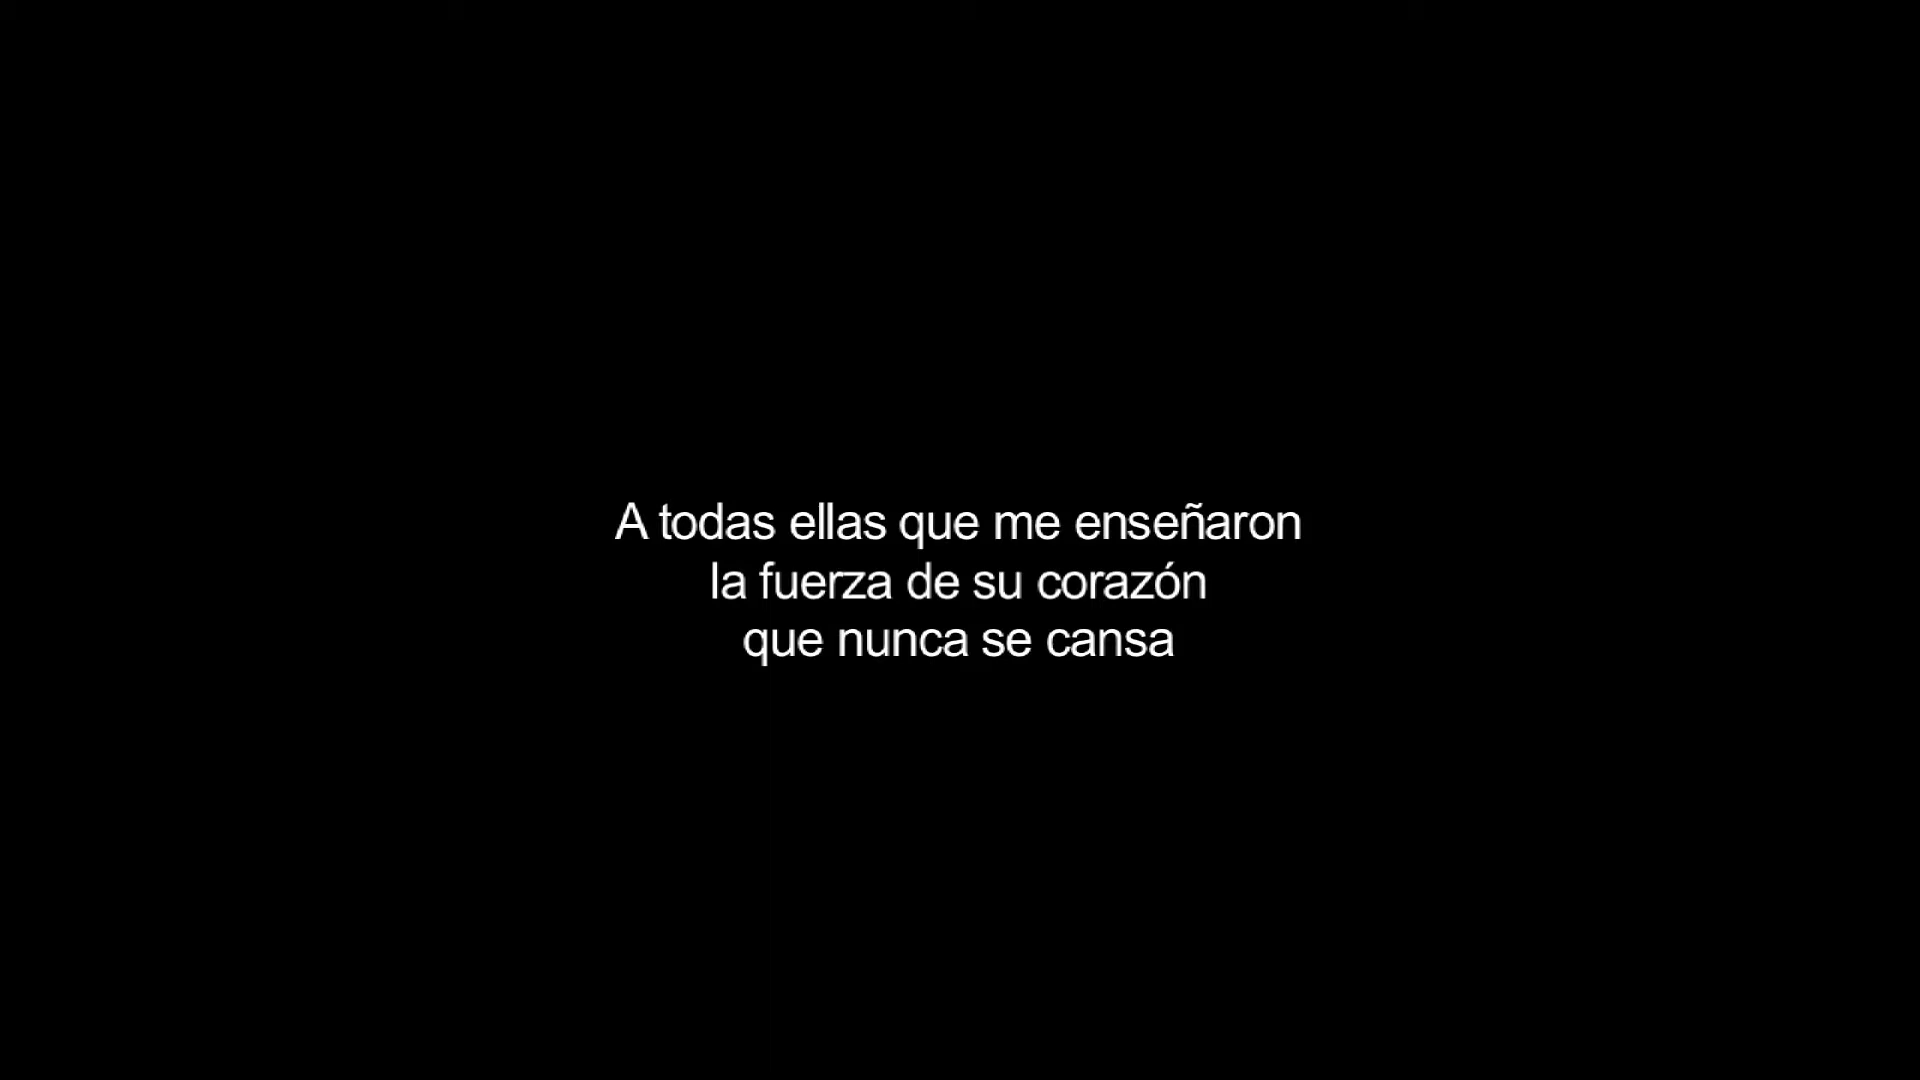 A todas ellas que me enseñaron
la fuerza de su corazón
que nunca se cansa